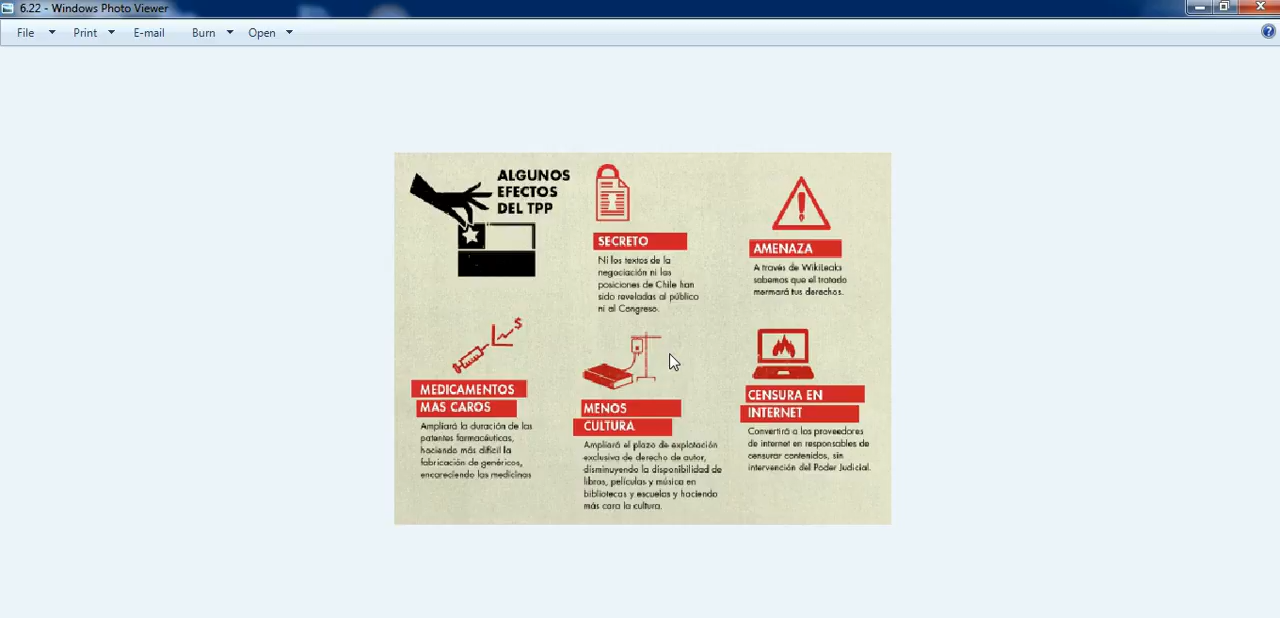 6.22 - Windows Photo Viewer
File Print E-mail Burn Open
ALGUNOS
EFECTOS
DEL TPP
SECRETO
Ni los textos de la
negociación ni las
posiciones de Chile han
sido reveladas al público
ni al Congreso.
AMENAZA
A través de WikiLeaks
sabemos que el tratado
mermará tus derechos.
MEDICAMENTOS
MAS CAROS
Ampliará la duración de las
patentes farmacéuticas,
haciendo más difícil la
fabricación de genéricos,
encareciendo las medicinas
MENOS
CULTURA
Ampliará el plazo de explotación
exclusiva de derecho de autor,
disminuyendo la disponibilidad de
libros, películas y música en
bibliotecas y escuelas y haciendo
más cara la cultura.
CENSURA EN
INTERNET
Convertirá a los proveedores
de internet en responsables de
censurar contenidos, sin
intervención del Poder Judicial.